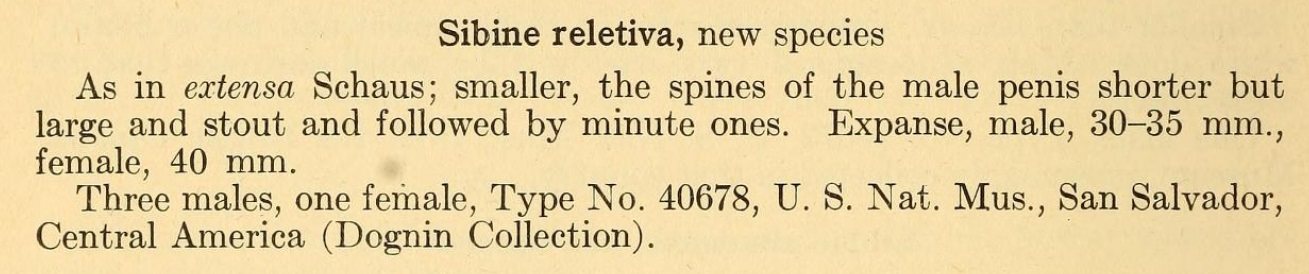 Sibine reletiva, new species
As in extensa Schaus; smaller, the spines of the male penis shorter but
large and stout and followed by minute ones. Expanse, male, 30–35 mm.,
female, 40 mm.
Three males, one female, Type No. 40678, U. S. Nat. Mus., San Salvador,
Central America (Dognin Collection).